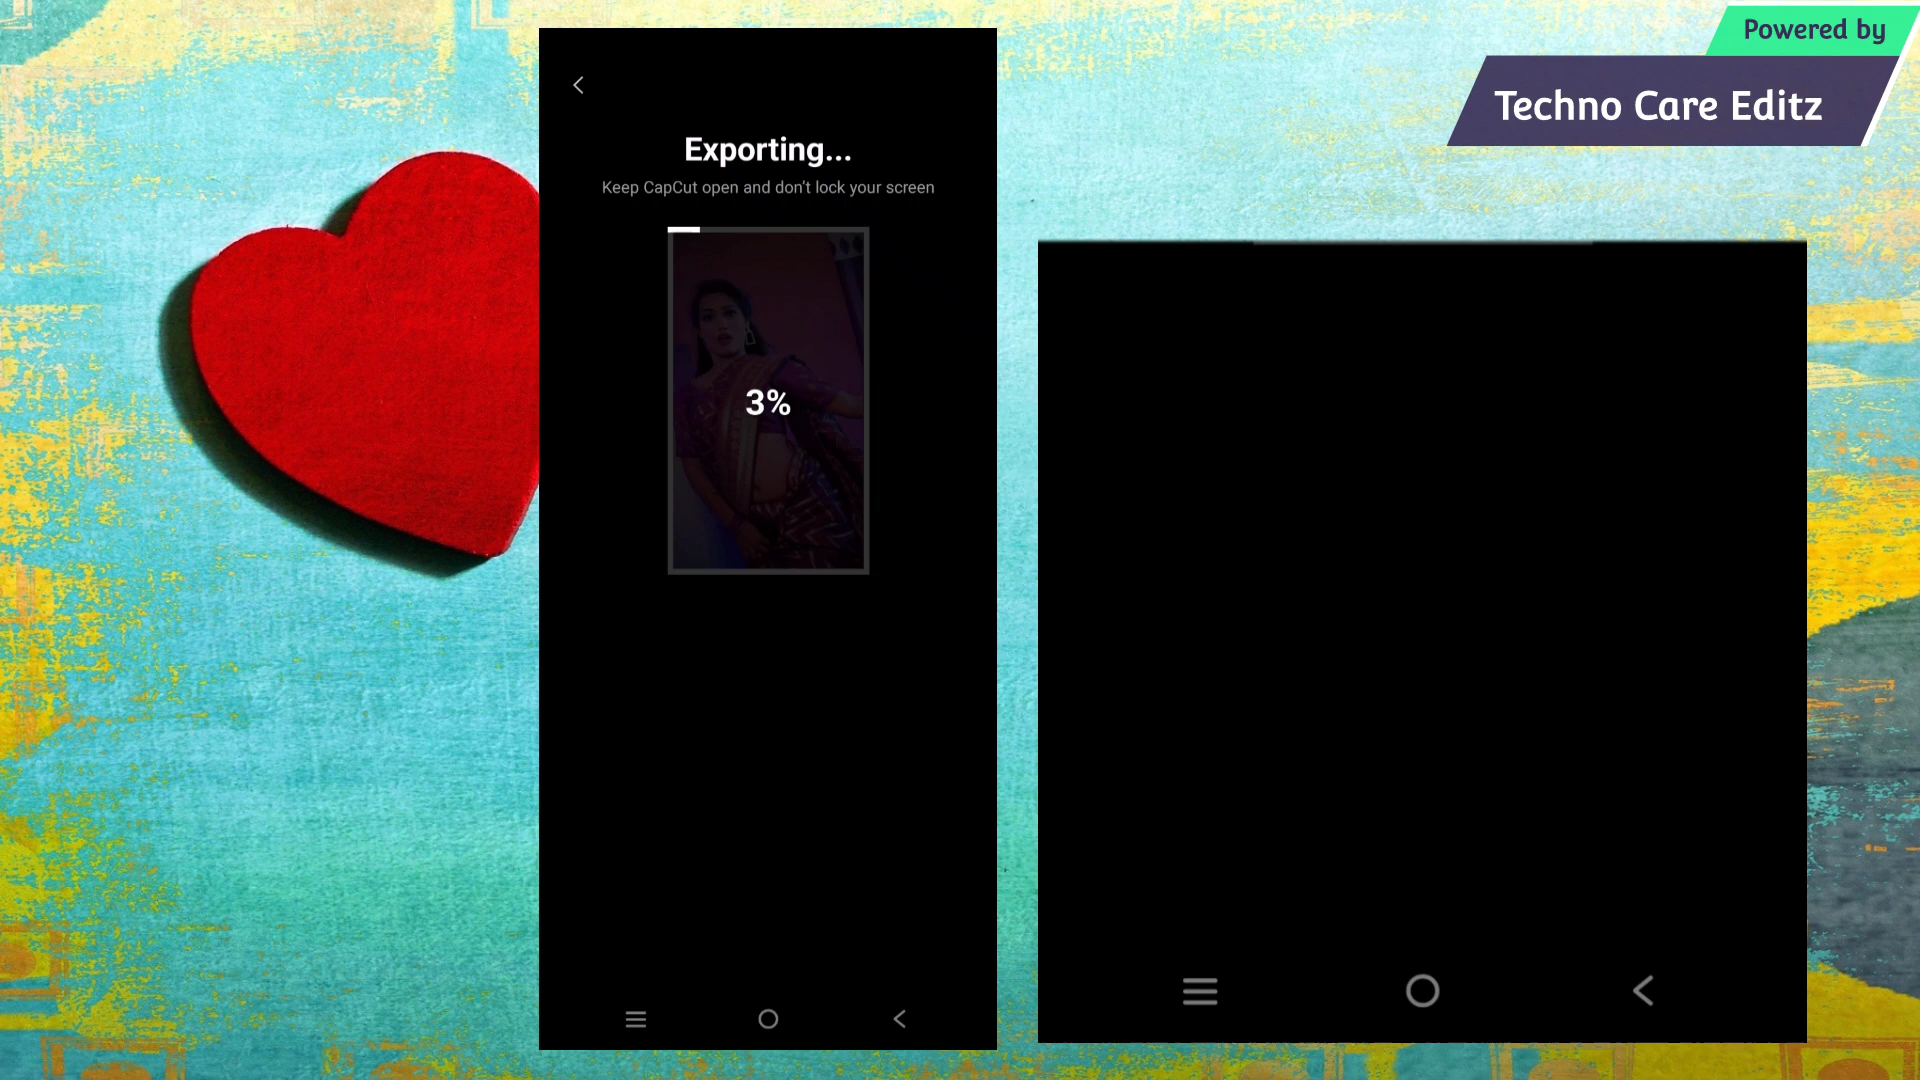 Powered by
Techno Care Editz
Exporting...
Keep CapCut open and don't lock your screen
3%